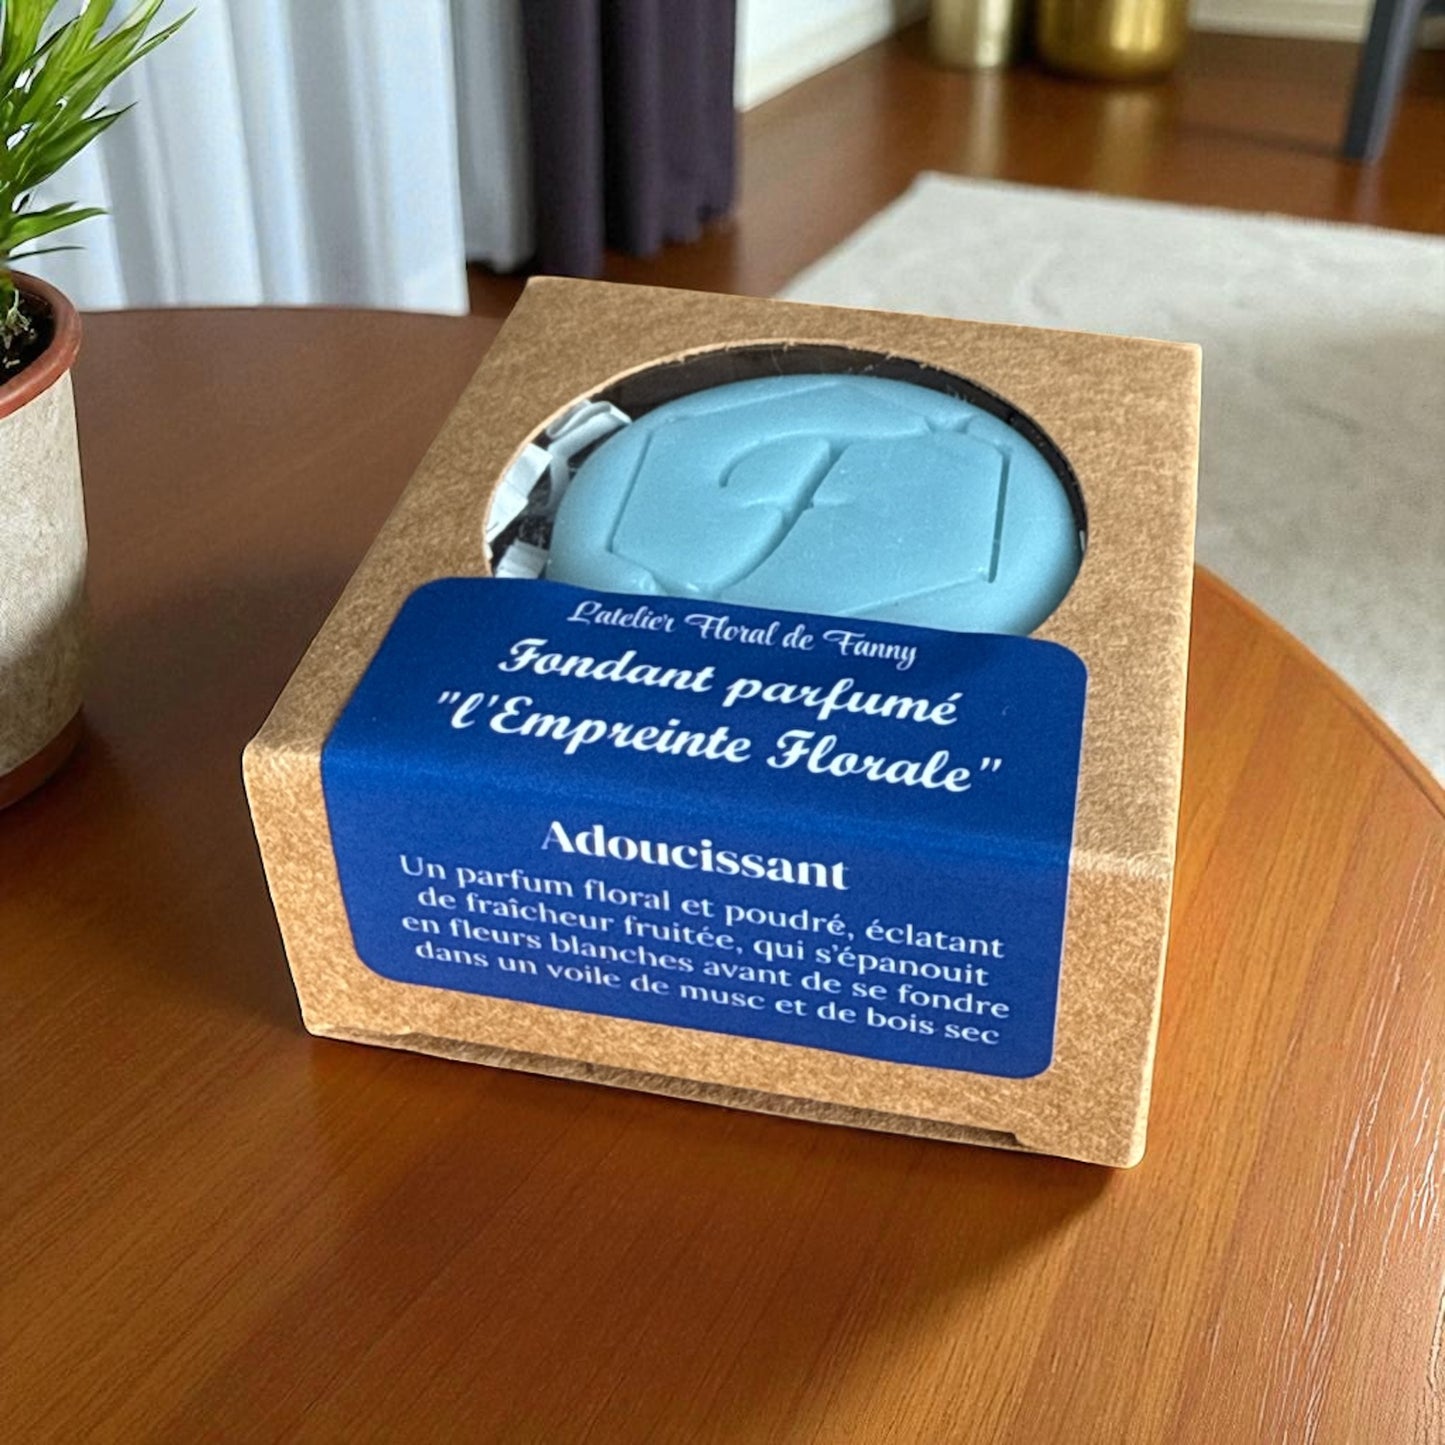 L'atelier Floral de Fanny
Fondant parfumé
"l'Empreinte Florale"
Adoucissant
Un parfum floral et poudré, éclatant
de fraîcheur fruitée, qui s'épanouit
en fleurs blanches avant de se fondre
dans un voile de musc et de bois sec